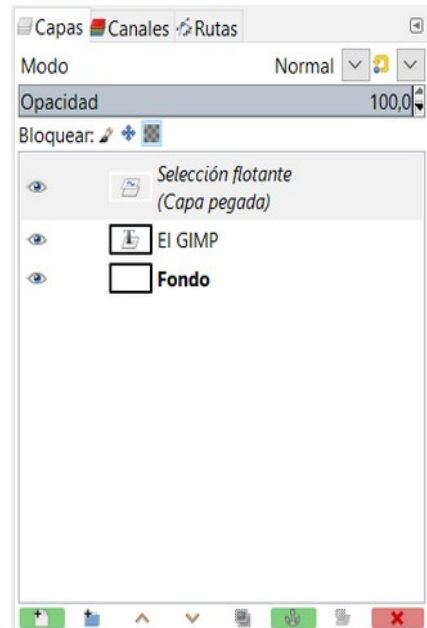 Capas Canales Rutas
Modo Normal
Opacidad 100,0
Bloquear:
Selección flotante
(Capa pegada)
El GIMP
Fondo